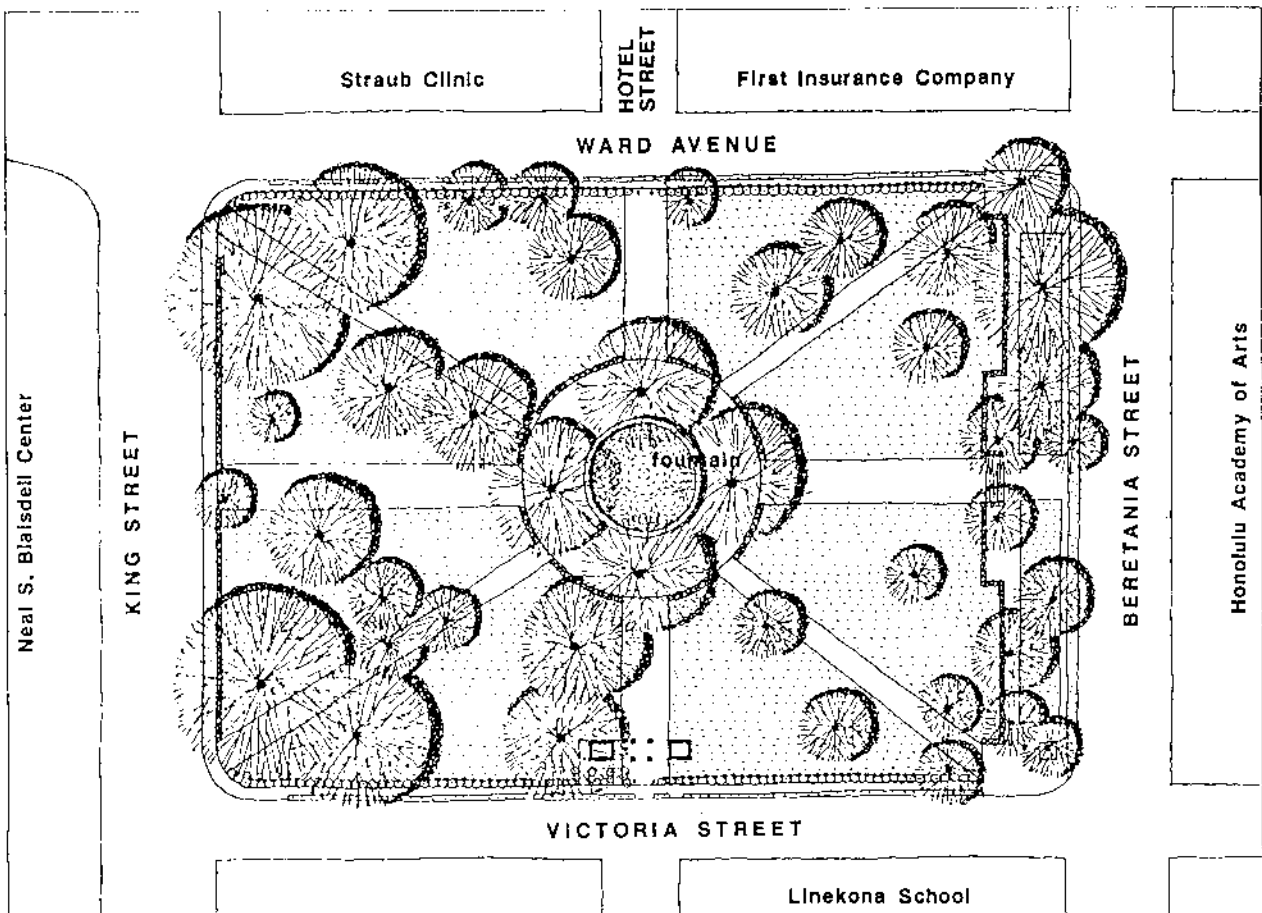 Straub Clinic
HOTEL
STREET
First Insurance Company
WARD AVENUE
Neal S. Blaisdell Center
KING STREET
fountain
BERETANIA STREET
Honolulu Academy of Arts
VICTORIA STREET
Linekona School